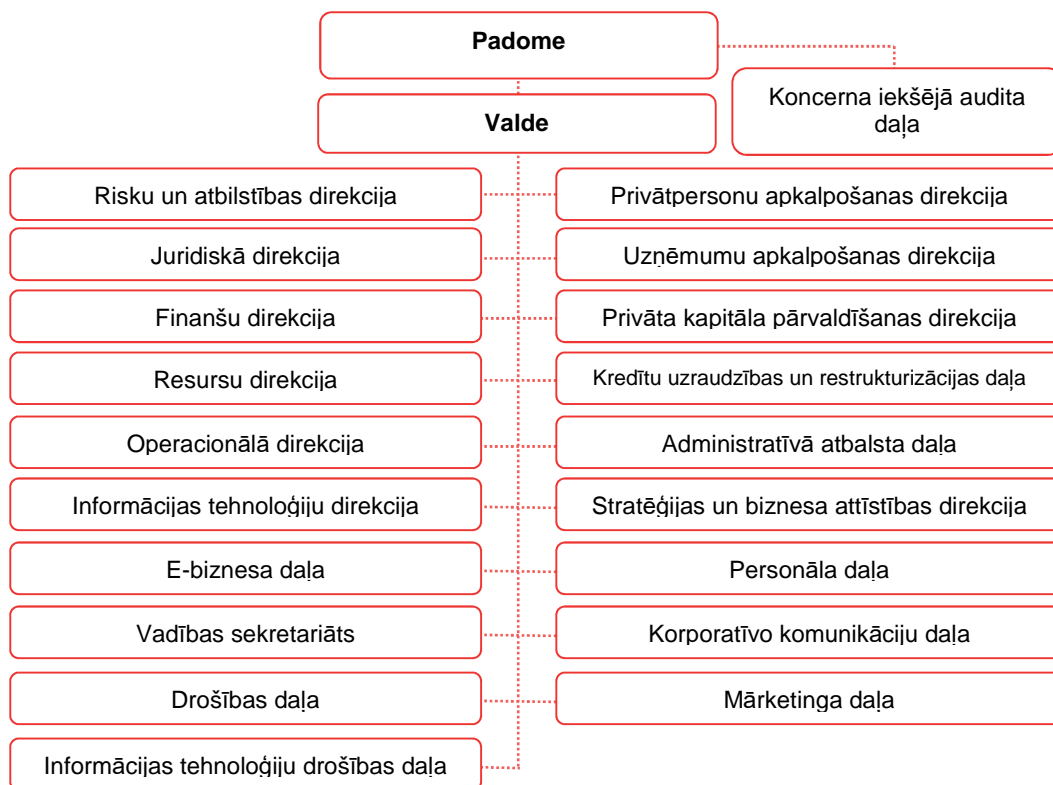 Padome
Koncerna iekšējā audita
daļa
Valde
Risku un atbilstības direkcija
Privātpersonu apkalpošanas direkcija
Juridiskā direkcija
Uzņēmumu apkalpošanas direkcija
Finanšu direkcija
Privāta kapitāla pārvaldīšanas direkcija
Resursu direkcija
Kredītu uzraudzības un restrukturizācijas daļa
Operacionālā direkcija
Administratīvā atbalsta daļa
Informācijas tehnoloģiju direkcija
Stratēģijas un biznesa attīstības direkcija
E-biznesa daļa
Personāla daļa
Vadības sekretariāts
Korporatīvo komunikāciju daļa
Drošības daļa
Mārketinga daļa
Informācijas tehnoloģiju drošības daļa